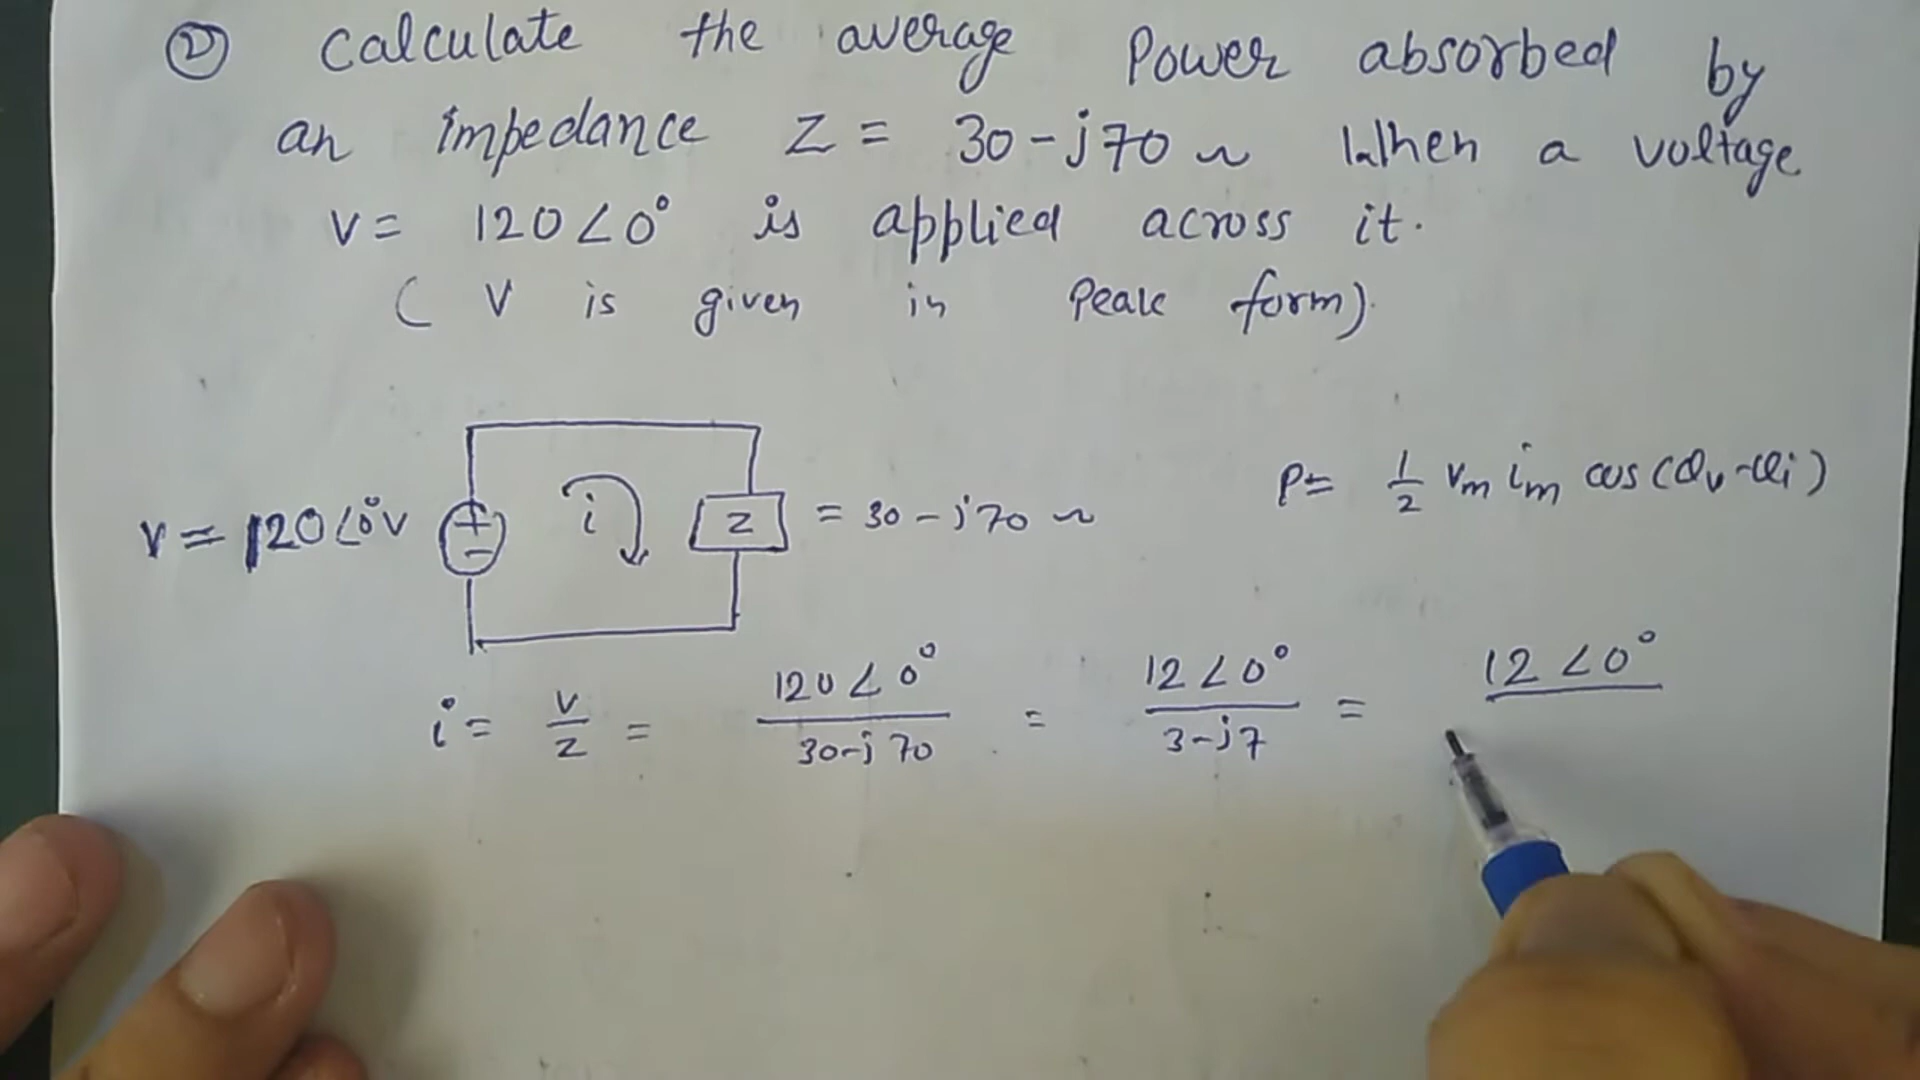 ② Calculate the average Power absorbed by
an impedance Z = 30 - j70 ~ When a voltage
V = 120∠0° is applied across it.
( V is given in Peak form).
P = 1/2 Vm im cos(θv-θi)
V = 120∠0°V + - i Z = 30 - j70 ~
i = V/Z = 120∠0°/30-j70 = 12∠0°/3-j7 = 12∠0°